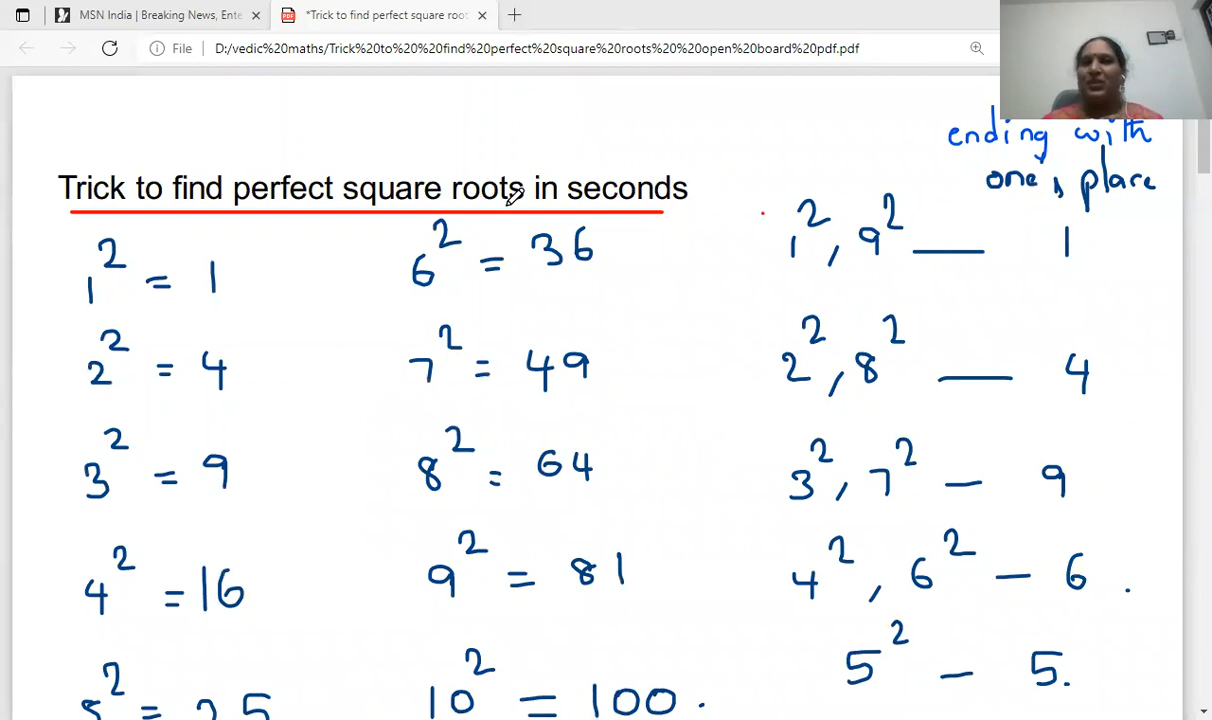 MSN India | Breaking News, Ente
*Trick to find perfect square root
File
D:/vedic%20maths/Trick%20to%20%20find%20perfect%20square%20roots%20%20open%20board%20pdf.pdf
Trick to find perfect square roots in seconds
ending with
one's place
1² = 1
2² = 4
3² = 9
4² = 16
5² = 25
6² = 36
7² = 49
8² = 64
9² = 81
10² = 100.
1², 9² — 1
2², 8² — 4
3², 7² — 9
4², 6² — 6.
5² — 5.